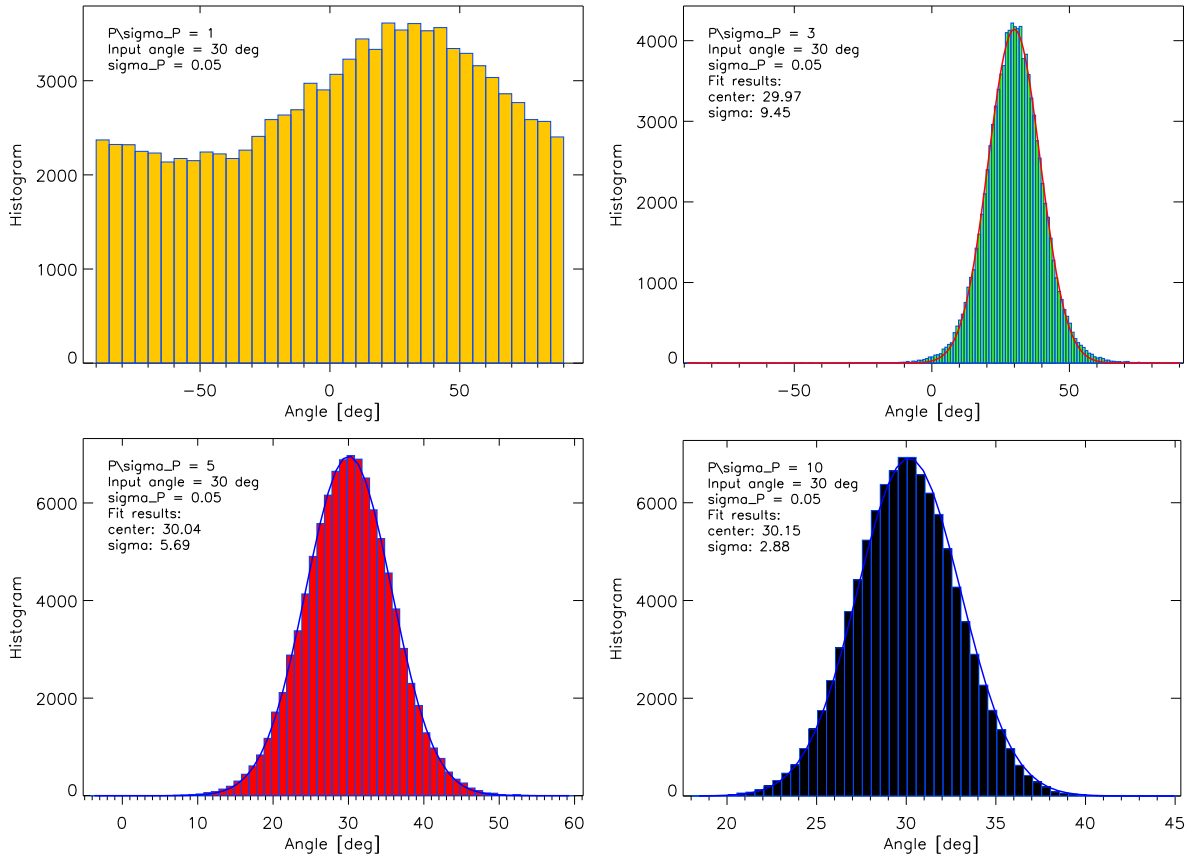 P\sigma_P = 1
Input angle = 30 deg
sigma_P = 0.05
Histogram
3000
2000
1000
0
−50 0 50
Angle [deg]
P\sigma_P = 3
Input angle = 30 deg
sigma_P = 0.05
Fit results:
center: 29.97
sigma: 9.45
Histogram
4000
3000
2000
1000
0
−50 0 50
Angle [deg]
P\sigma_P = 5
Input angle = 30 deg
sigma_P = 0.05
Fit results:
center: 30.04
sigma: 5.69
Histogram
6000
4000
2000
0
0 10 20 30 40 50 60
Angle [deg]
P\sigma_P = 10
Input angle = 30 deg
sigma_P = 0.05
Fit results:
center: 30.15
sigma: 2.88
Histogram
6000
4000
2000
0
20 25 30 35 40 45
Angle [deg]